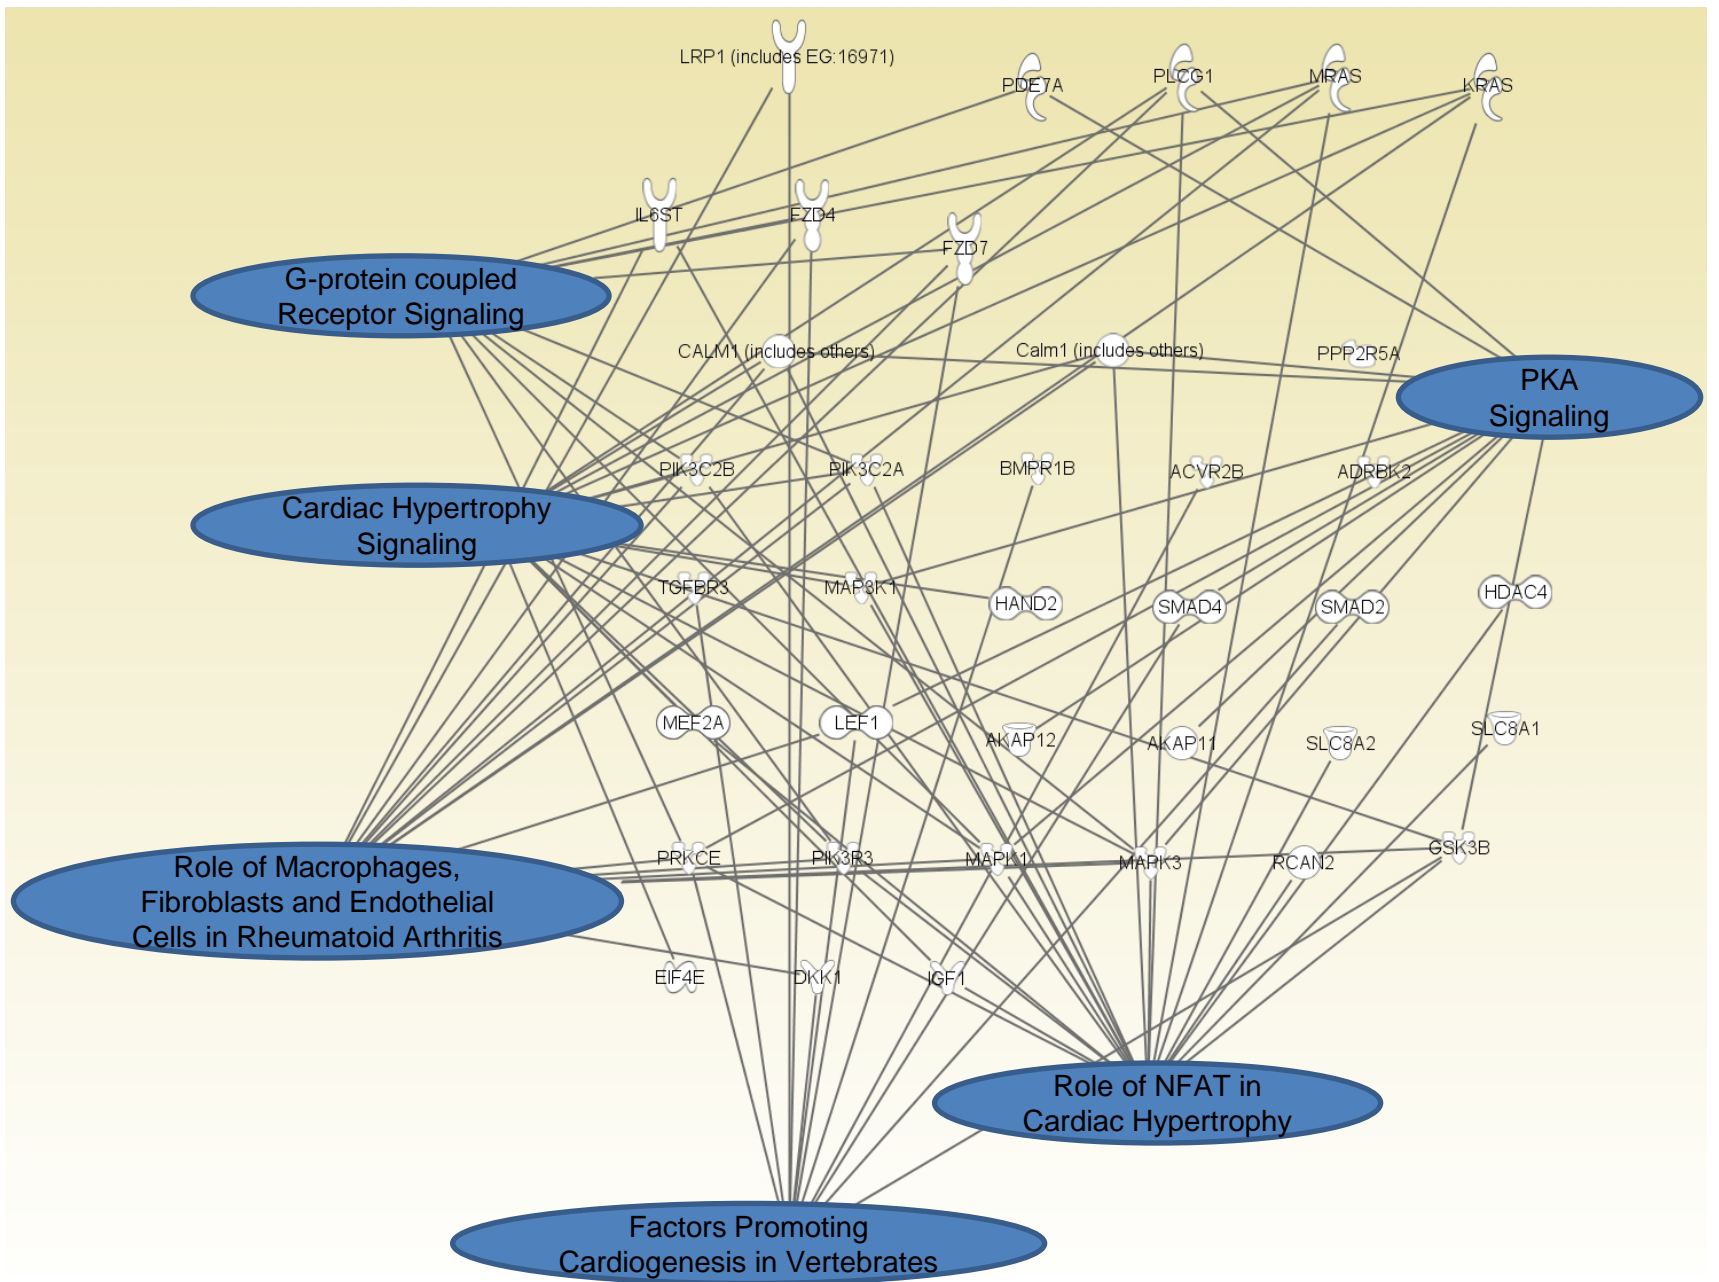 LRP1 (includes EG:16971)
PDE7A
PLCG1
MRAS
KRAS
IL6ST
FZD4
FZD7
G-protein coupled
Receptor Signaling
CALM1 (includes others)
Calm1 (includes others)
PPP2R5A
PKA
Signaling
PIK3C2B
PIK3C2A
BMPR1B
ACVR2B
ADRBK2
Cardiac Hypertrophy
Signaling
TGFBR3
MAP3K1
HAND2
SMAD4
SMAD2
HDAC4
MEF2A
LEF1
AKAP12
AKAP11
SLC8A2
SLC8A1
PRKCE
PIK3R3
MAPK1
MAPK3
RCAN2
GSK3B
Role of Macrophages,
Fibroblasts and Endothelial
Cells in Rheumatoid Arthritis
EIF4E
DKK1
IGF1
Role of NFAT in
Cardiac Hypertrophy
Factors Promoting
Cardiogenesis in Vertebrates